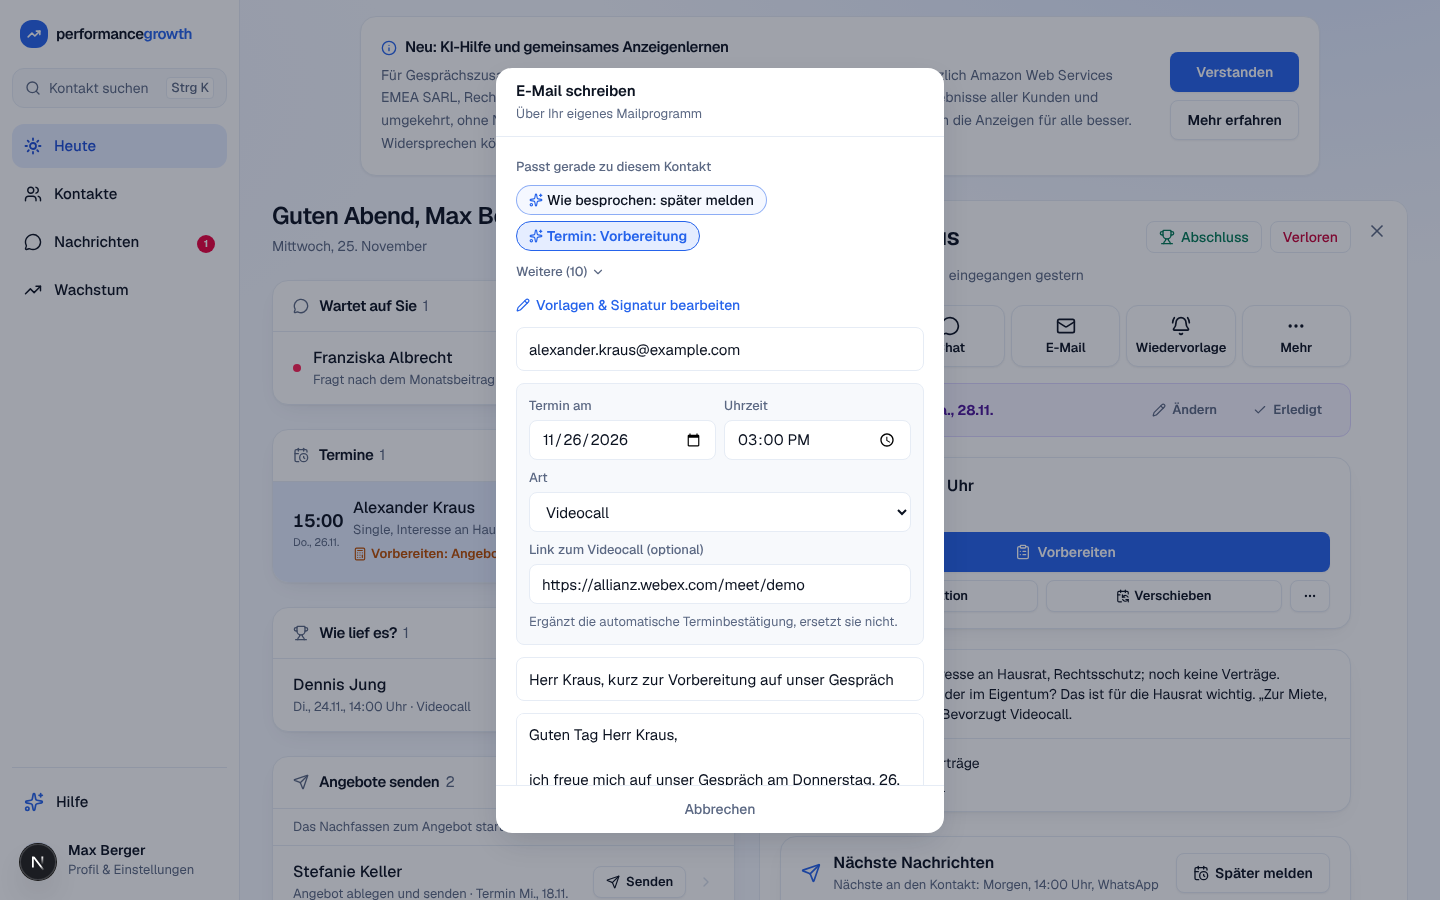 performancegrowth
Kontakt suchen Strg K
Heute
Kontakte
Nachrichten 1
Wachstum
Hilfe
Max Berger
Profil & Einstellungen
Neu: KI-Hilfe und gemeinsames Anzeigenlernen
zlich Amazon Web Services
EMEA SARL, Rech
ebnisse aller Kunden und
umgekehrt, ohne
n die Anzeigen für alle besser.
Widersprechen
Verstanden
Mehr erfahren
Guten Abend, Max
Mittwoch, 25. November
Wartet auf Sie 1
Franziska Albrecht
Fragt nach dem Monatsbeitrag
Termine 1
15:00
Do., 26.11.
Alexander Kraus
Single, Interesse an
Vorbereiten:
Wie lief es? 1
Dennis Jung
Di., 24.11., 14:00 Uhr · Videocall
Angebote senden 2
Das Nachfassen zum Angebot
Stefanie Keller
Angebot ablegen und senden · Termin Mi., 18.11.
Senden
E-Mail schreiben
Über Ihr eigenes Mailprogramm
Passt gerade zu diesem Kontakt
Wie besprochen: später melden
Termin: Vorbereitung
Weitere (10)
Vorlagen & Signatur bearbeiten
alexander.kraus@example.com
Termin am Uhrzeit
11/26/2026 03:00 PM
Art
Videocall
Link zum Videocall (optional)
https://allianz.webex.com/meet/demo
Ergänzt die automatische Terminbestätigung, ersetzt sie nicht.
Herr Kraus, kurz zur Vorbereitung auf unser Gespräch
Guten Tag Herr Kraus,
ich freue mich auf unser Gespräch am Donnerstag, 26.
Abbrechen
Abschluss
Verloren
eingegangen gestern
E-Mail
Wiedervorlage
Mehr
28.11.
Ändern
Erledigt
Uhr
Vorbereiten
Verschieben
esse an Hausrat, Rechtsschutz; noch keine Verträge.
der im Eigentum? Das ist für die Hausrat wichtig. „Zur Miete,
Bevorzugt Videocall.
Nächste Nachrichten
Nächste an den Kontakt: Morgen, 14:00 Uhr, WhatsApp
Später melden